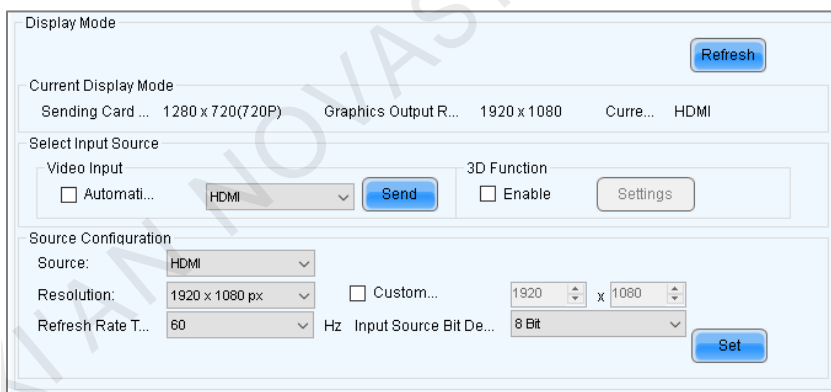 Display Mode
Refresh
Current Display Mode
Sending Card ... 1280 x 720(720P) Graphics Output R... 1920 x 1080 Curre... HDMI
Select Input Source
Video Input 3D Function
Automati... HDMI Send Enable Settings
Source Configuration
Source: HDMI
Resolution: 1920 x 1080 px Custom... 1920 x 1080
Refresh Rate T... 60 Hz Input Source Bit De... 8 Bit
Set